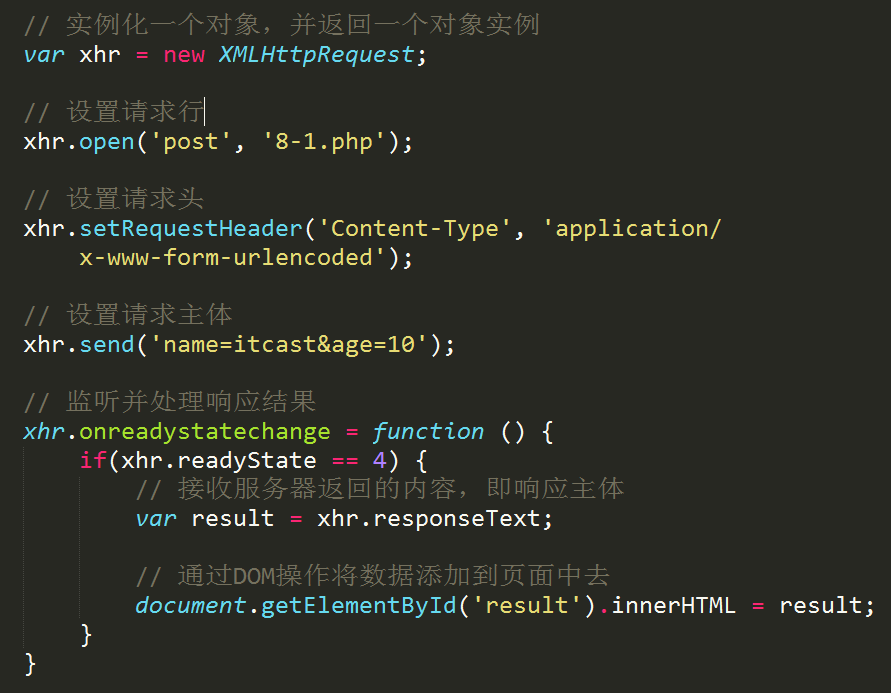 // 实例化一个对象，并返回一个对象实例
var xhr = new XMLHttpRequest;
// 设置请求行
xhr.open('post', '8-1.php');
// 设置请求头
xhr.setRequestHeader('Content-Type', 'application/
x-www-form-urlencoded');
// 设置请求主体
xhr.send('name=itcast&age=10');
// 监听并处理响应结果
xhr.onreadystatechange = function () {
if(xhr.readyState == 4) {
// 接收服务器返回的内容，即响应主体
var result = xhr.responseText;
// 通过DOM操作将数据添加到页面中去
document.getElementById('result').innerHTML = result;
}
}